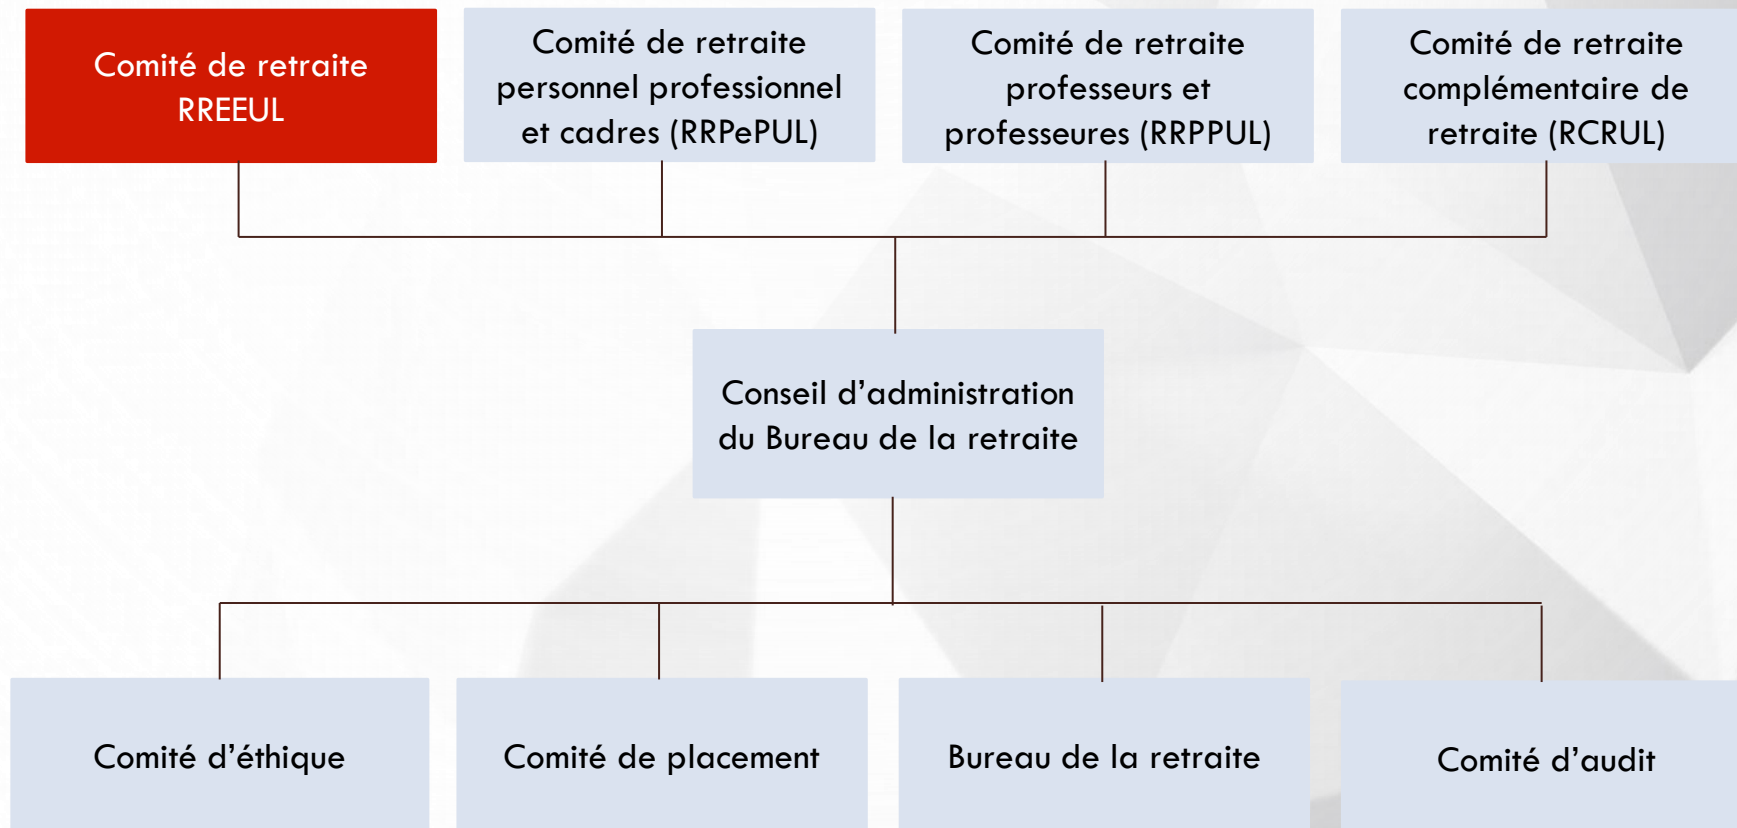 Comité de retraite
RREEUL
Comité de retraite
personnel professionnel
et cadres (RRPePUL)
Comité de retraite
professeurs et
professeures (RRPPUL)
Comité de retraite
complémentaire de
retraite (RCRUL)
Conseil d’administration
du Bureau de la retraite
Comité d’éthique
Comité de placement
Bureau de la retraite
Comité d’audit